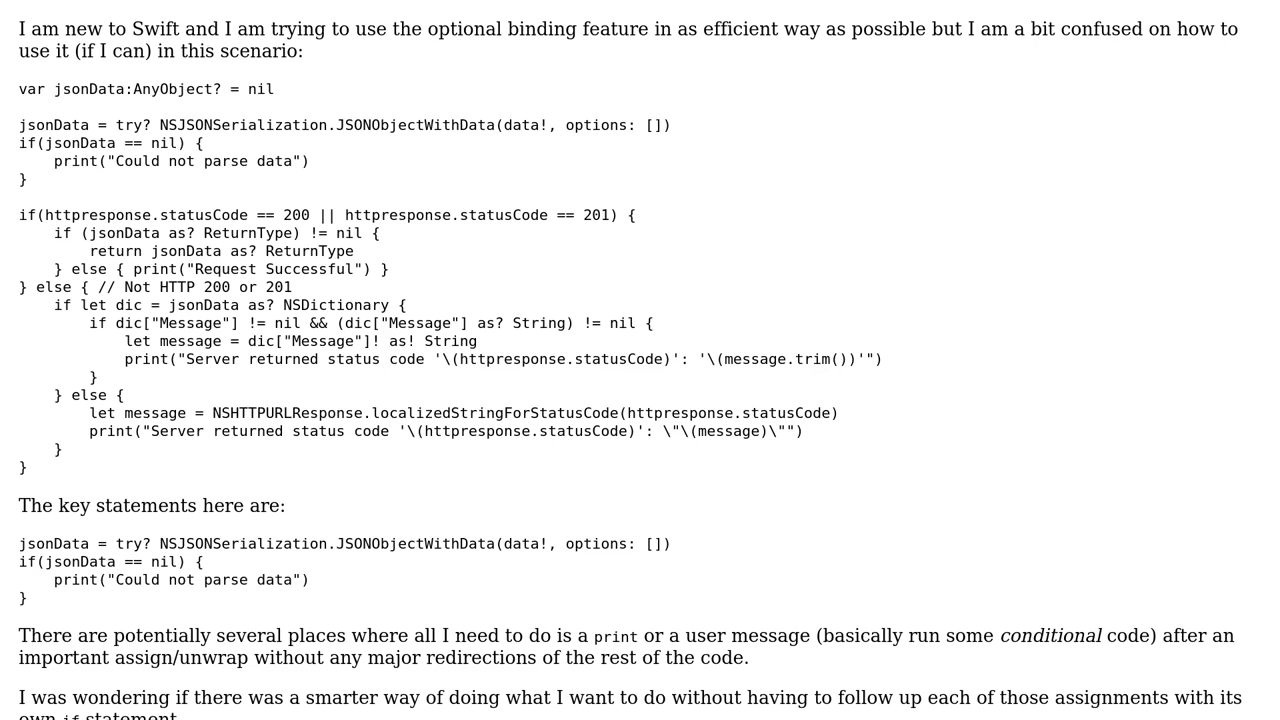 I am new to Swift and I am trying to use the optional binding feature in as efficient way as possible but I am a bit confused on how to
use it (if I can) in this scenario:
var jsonData:AnyObject? = nil
jsonData = try? NSJSONSerialization.JSONObjectWithData(data!, options: [])
if(jsonData == nil) {
    print("Could not parse data")
}
if(httpresponse.statusCode == 200 || httpresponse.statusCode == 201) {
    if (jsonData as? ReturnType) != nil {
        return jsonData as? ReturnType
    } else { print("Request Successful") }
} else { // Not HTTP 200 or 201
    if let dic = jsonData as? NSDictionary {
        if dic["Message"] != nil && (dic["Message"] as? String) != nil {
            let message = dic["Message"]! as! String
            print("Server returned status code '\(httpresponse.statusCode)': '\(message.trim())'")
        }
    } else {
        let message = NSHTTPURLResponse.localizedStringForStatusCode(httpresponse.statusCode)
        print("Server returned status code '\(httpresponse.statusCode)': \"\(message)\"")
    }
}
The key statements here are:
jsonData = try? NSJSONSerialization.JSONObjectWithData(data!, options: [])
if(jsonData == nil) {
    print("Could not parse data")
}
There are potentially several places where all I need to do is a print or a user message (basically run some conditional code) after an
important assign/unwrap without any major redirections of the rest of the code.
I was wondering if there was a smarter way of doing what I want to do without having to follow up each of those assignments with its
own if statement